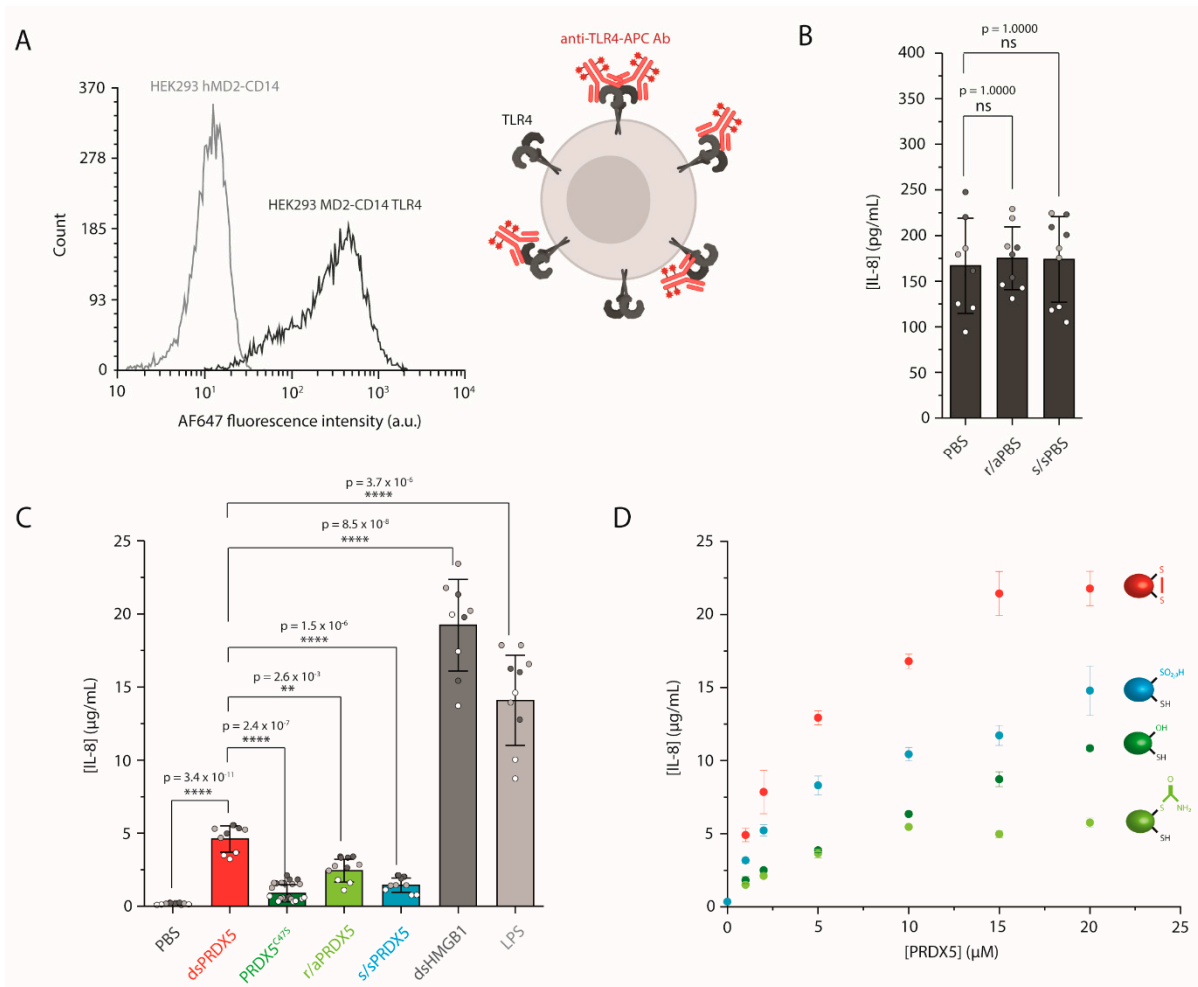 A
HEK293 hMD2-CD14
HEK293 MD2-CD14 TLR4
370
278
185
93
0
Count
10
10¹
10²
10³
10⁴
AF647 fluorescence intensity (a.u.)
anti-TLR4-APC Ab
TLR4
B
p = 1.0000
ns
p = 1.0000
ns
400
350
300
250
200
150
100
50
0
[IL-8] (pg/mL)
PBS
r/aPBS
s/sPBS
C
p = 3.7 x 10⁻⁶
****
p = 8.5 x 10⁻⁸
****
p = 1.5 x 10⁻⁶
****
p = 2.6 x 10⁻³
**
p = 2.4 x 10⁻⁷
****
p = 3.4 x 10⁻¹¹
****
25
20
15
10
5
0
[IL-8] (µg/mL)
PBS
dsPRDX5
PRDX5ᶜ⁴⁷ˢ
r/aPRDX5
s/sPRDX5
dsHMGB1
LPS
D
25
20
15
10
5
0
[IL-8] (µg/mL)
0
5
10
15
20
25
[PRDX5] (µM)
S
S
SO₂,₃H
SH
OH
SH
O
S
NH₂
SH